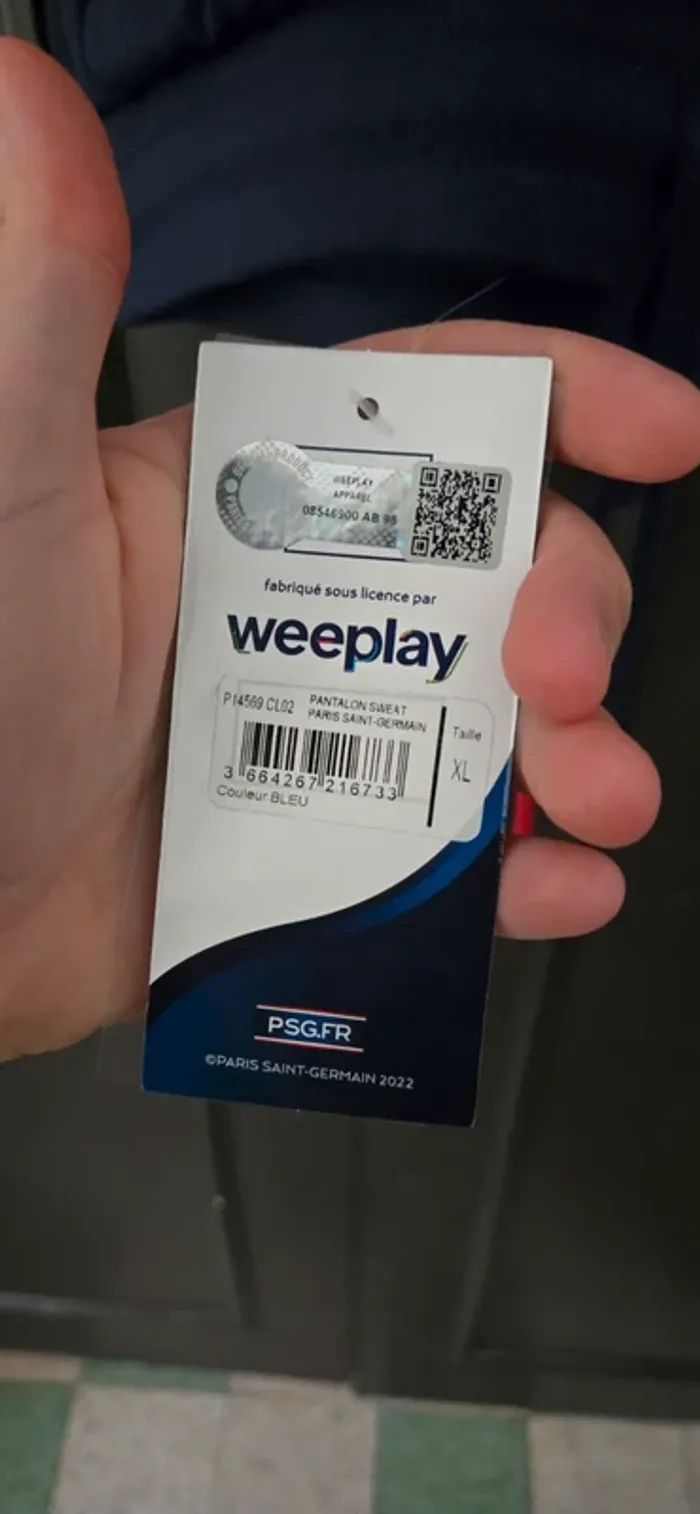 WEEPLAY
APPAREL
08546900 AB 95
fabriqué sous licence par
weeplay
P14569 CL02
PANTALON SWEAT
PARIS SAINT-GERMAIN
Taille
XL
3 664267 216733
Couleur BLEU
PSG.FR
©PARIS SAINT-GERMAIN 2022